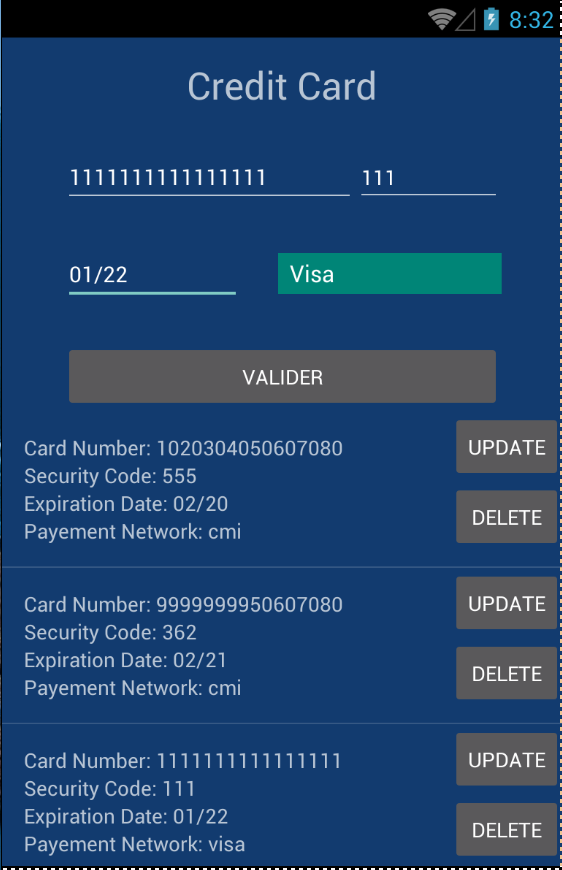 8:32
Credit Card
1111111111111111 111
01/22 Visa
VALIDER
Card Number: 1020304050607080
Security Code: 555
Expiration Date: 02/20
Payement Network: cmi
UPDATE
DELETE
Card Number: 9999999950607080
Security Code: 362
Expiration Date: 02/21
Payement Network: cmi
UPDATE
DELETE
Card Number: 1111111111111111
Security Code: 111
Expiration Date: 01/22
Payement Network: visa
UPDATE
DELETE